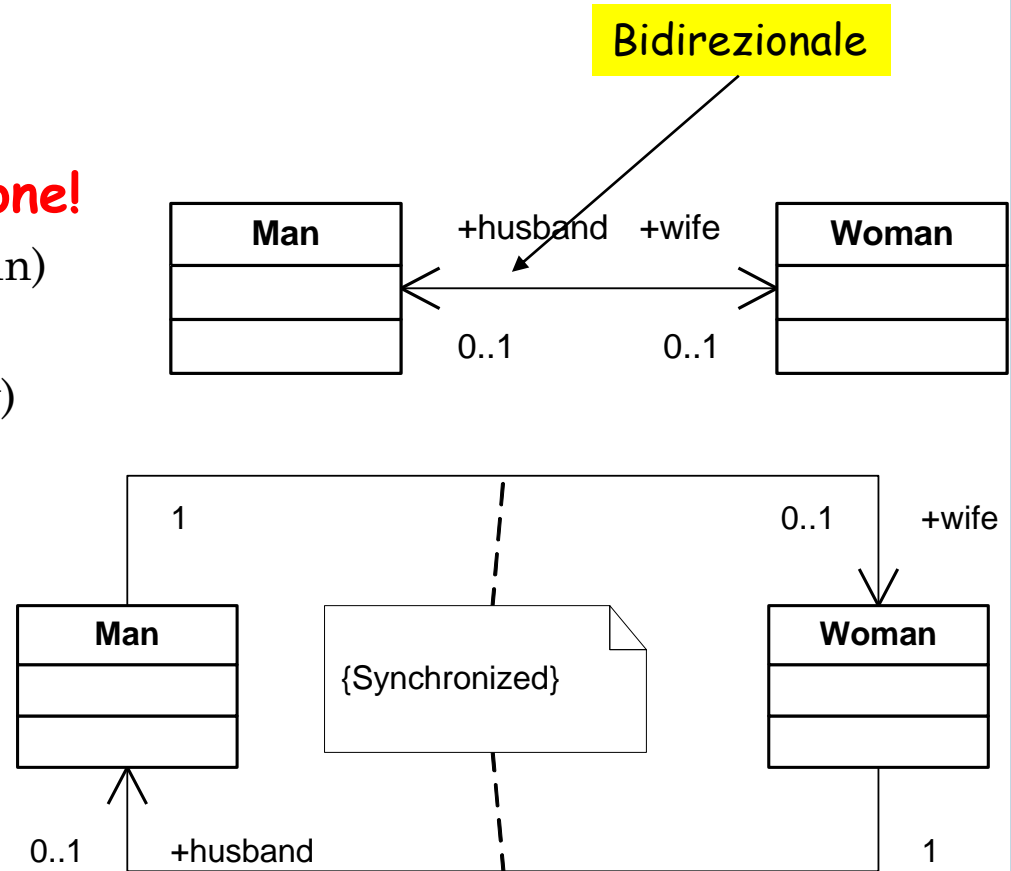 Bidirezionale
one!
Man +husband +wife Woman
n)
0..1 0..1
)
1 0..1 +wife
Man Woman
{Synchronized}
0..1 +husband 1